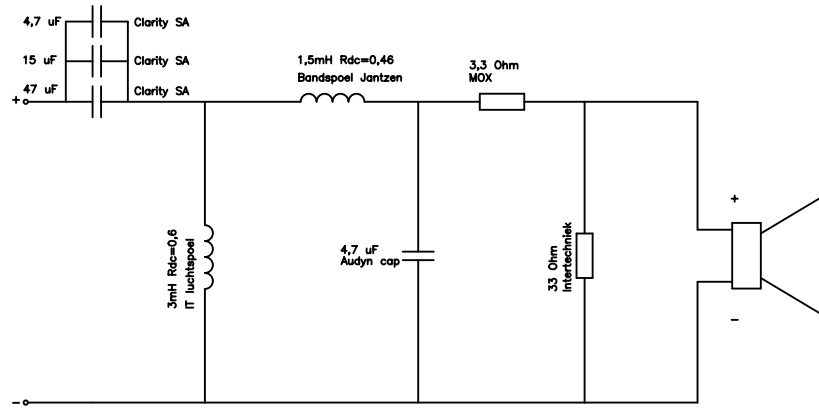 4,7 uF
Clarity SA
15 uF
Clarity SA
47 uF
Clarity SA
+
1,5mH Rdc=0,46
Bandspoel Jantzen
3,3 Ohm
MOX
3mH Rdc=0,6
IT luchtspoel
4,7 uF
Audyn cap
33 Ohm
Intertechniek
+
-
-